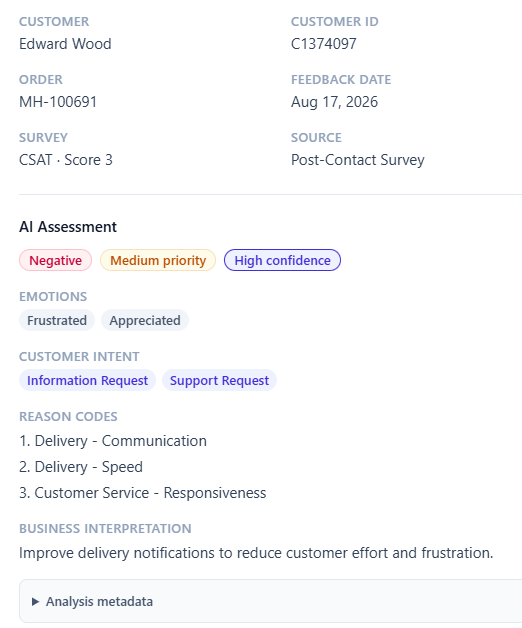 CUSTOMER
CUSTOMER ID
Edward Wood
C1374097
ORDER
FEEDBACK DATE
MH-100691
Aug 17, 2026
SURVEY
SOURCE
CSAT · Score 3
Post-Contact Survey
AI Assessment
Negative
Medium priority
High confidence
EMOTIONS
Frustrated
Appreciated
CUSTOMER INTENT
Information Request
Support Request
REASON CODES
1. Delivery - Communication
2. Delivery - Speed
3. Customer Service - Responsiveness
BUSINESS INTERPRETATION
Improve delivery notifications to reduce customer effort and frustration.
Analysis metadata